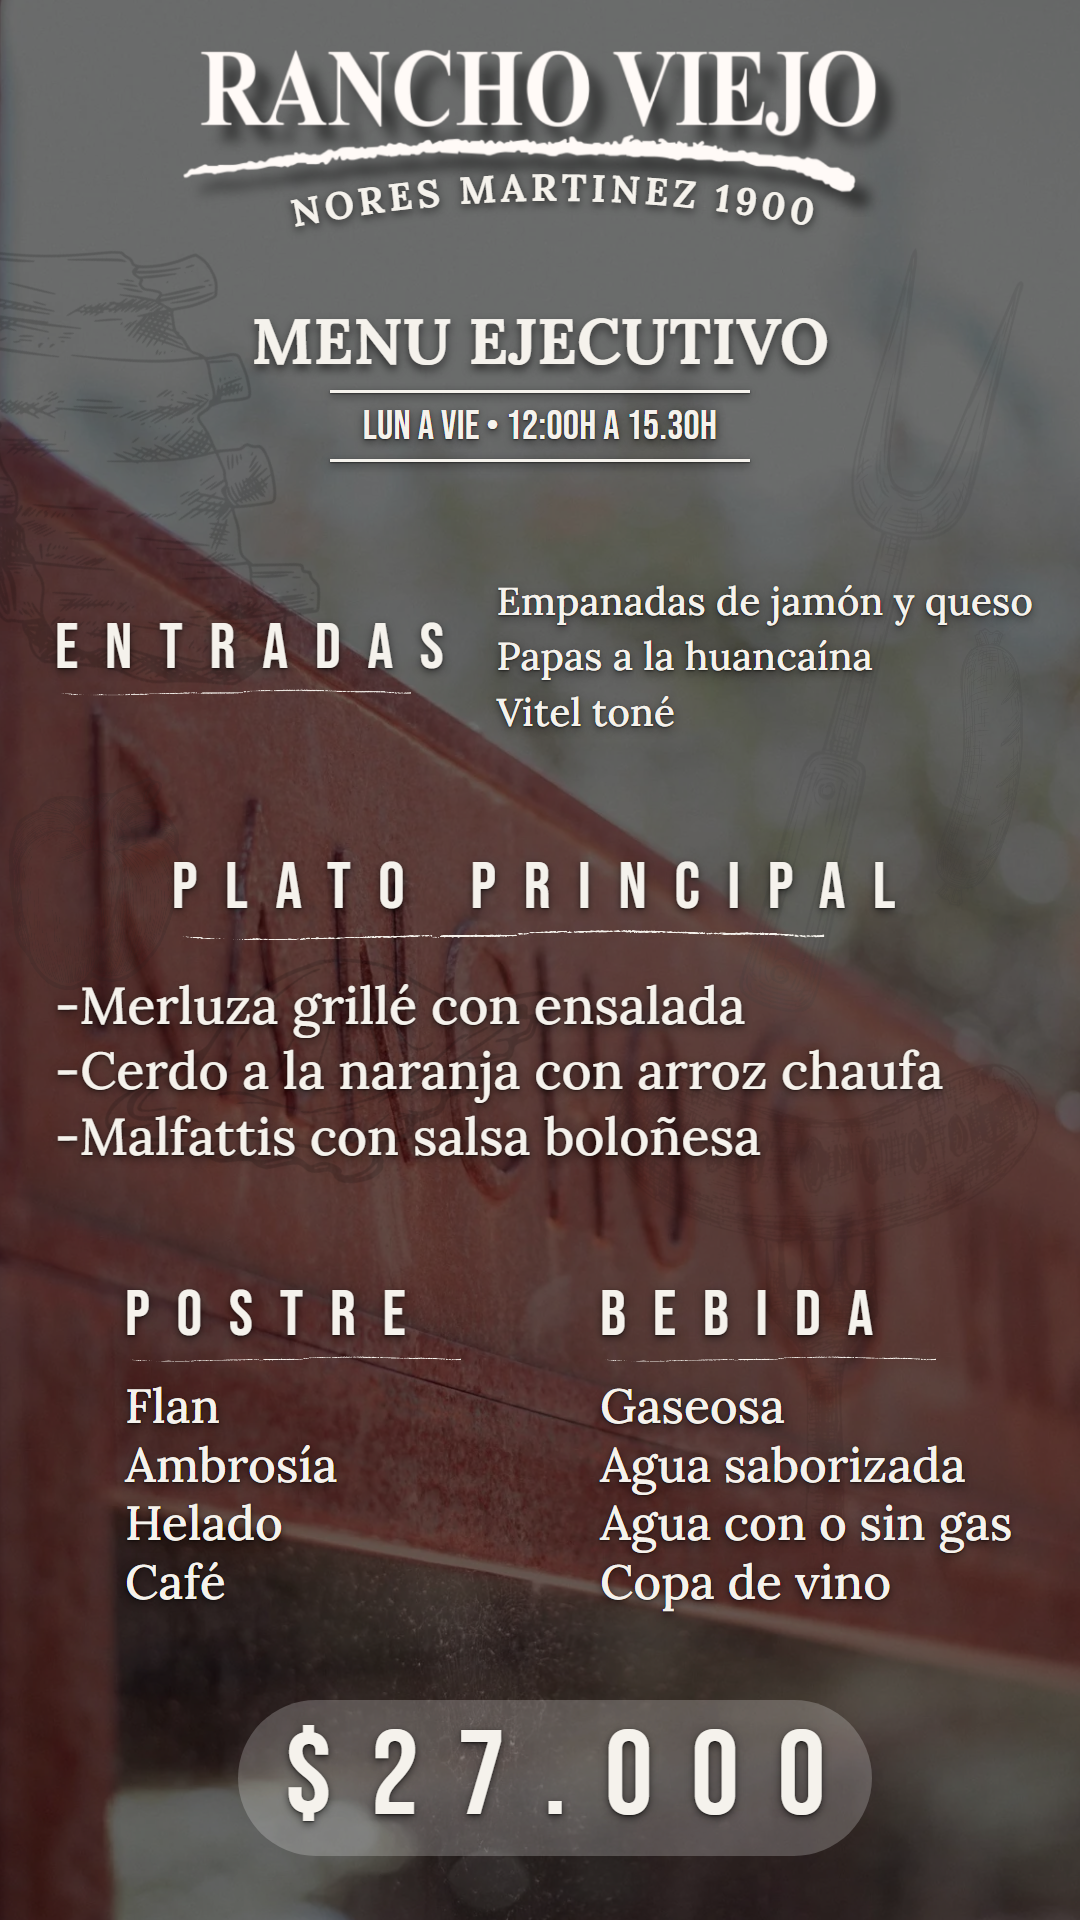 RANCHO VIEJO
NORES MARTINEZ 1900
MENU EJECUTIVO
LUN A VIE • 12:00H A 15.30H
ENTRADAS
Empanadas de jamón y queso
Papas a la huancaína
Vitel toné
PLATO PRINCIPAL
-Merluza grillé con ensalada
-Cerdo a la naranja con arroz chaufa
-Malfattis con salsa boloñesa
POSTRE
Flan
Ambrosía
Helado
Café
BEBIDA
Gaseosa
Agua saborizada
Agua con o sin gas
Copa de vino
$27.000
RANCHO